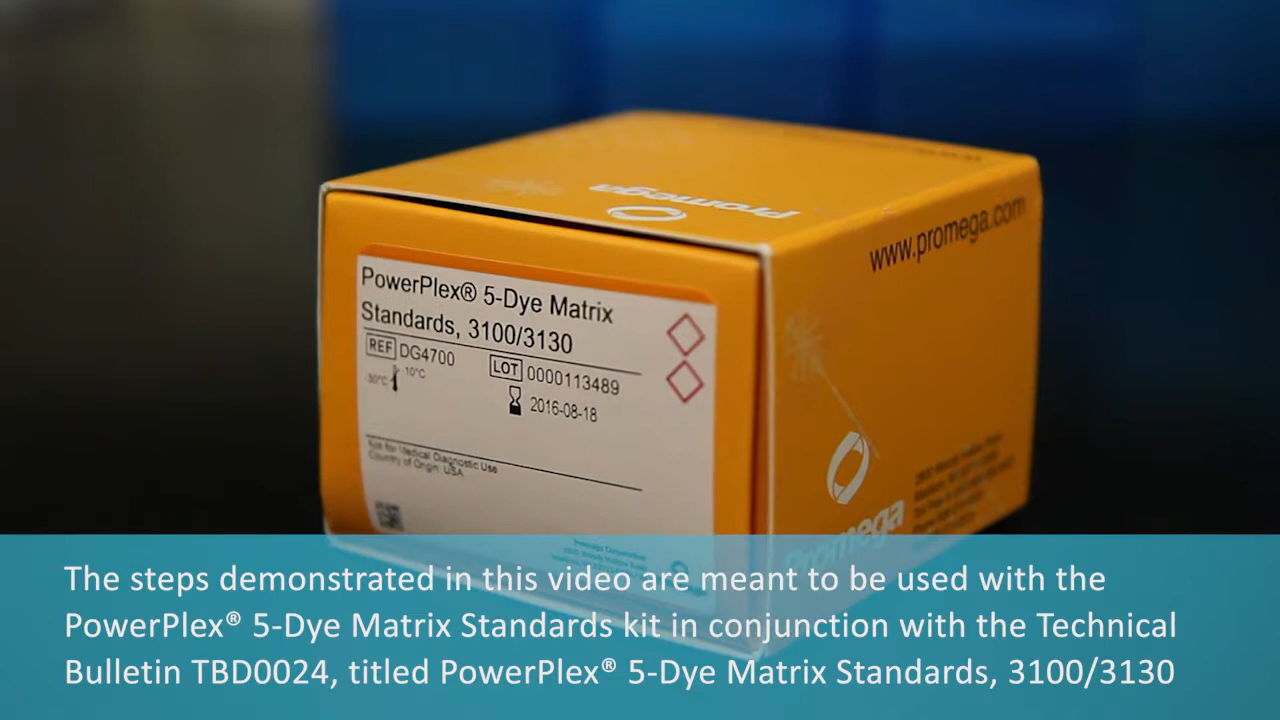 Promega
www.promega.com
PowerPlex® 5-Dye Matrix
Standards, 3100/3130
REF DG4700
LOT 0000113489
-30°C
-10°C
2016-08-18
Not for Medical Diagnostic Use
Country of Origin: USA
Promega
The steps demonstrated in this video are meant to be used with the
PowerPlex® 5-Dye Matrix Standards kit in conjunction with the Technical
Bulletin TBD0024, titled PowerPlex® 5-Dye Matrix Standards, 3100/3130